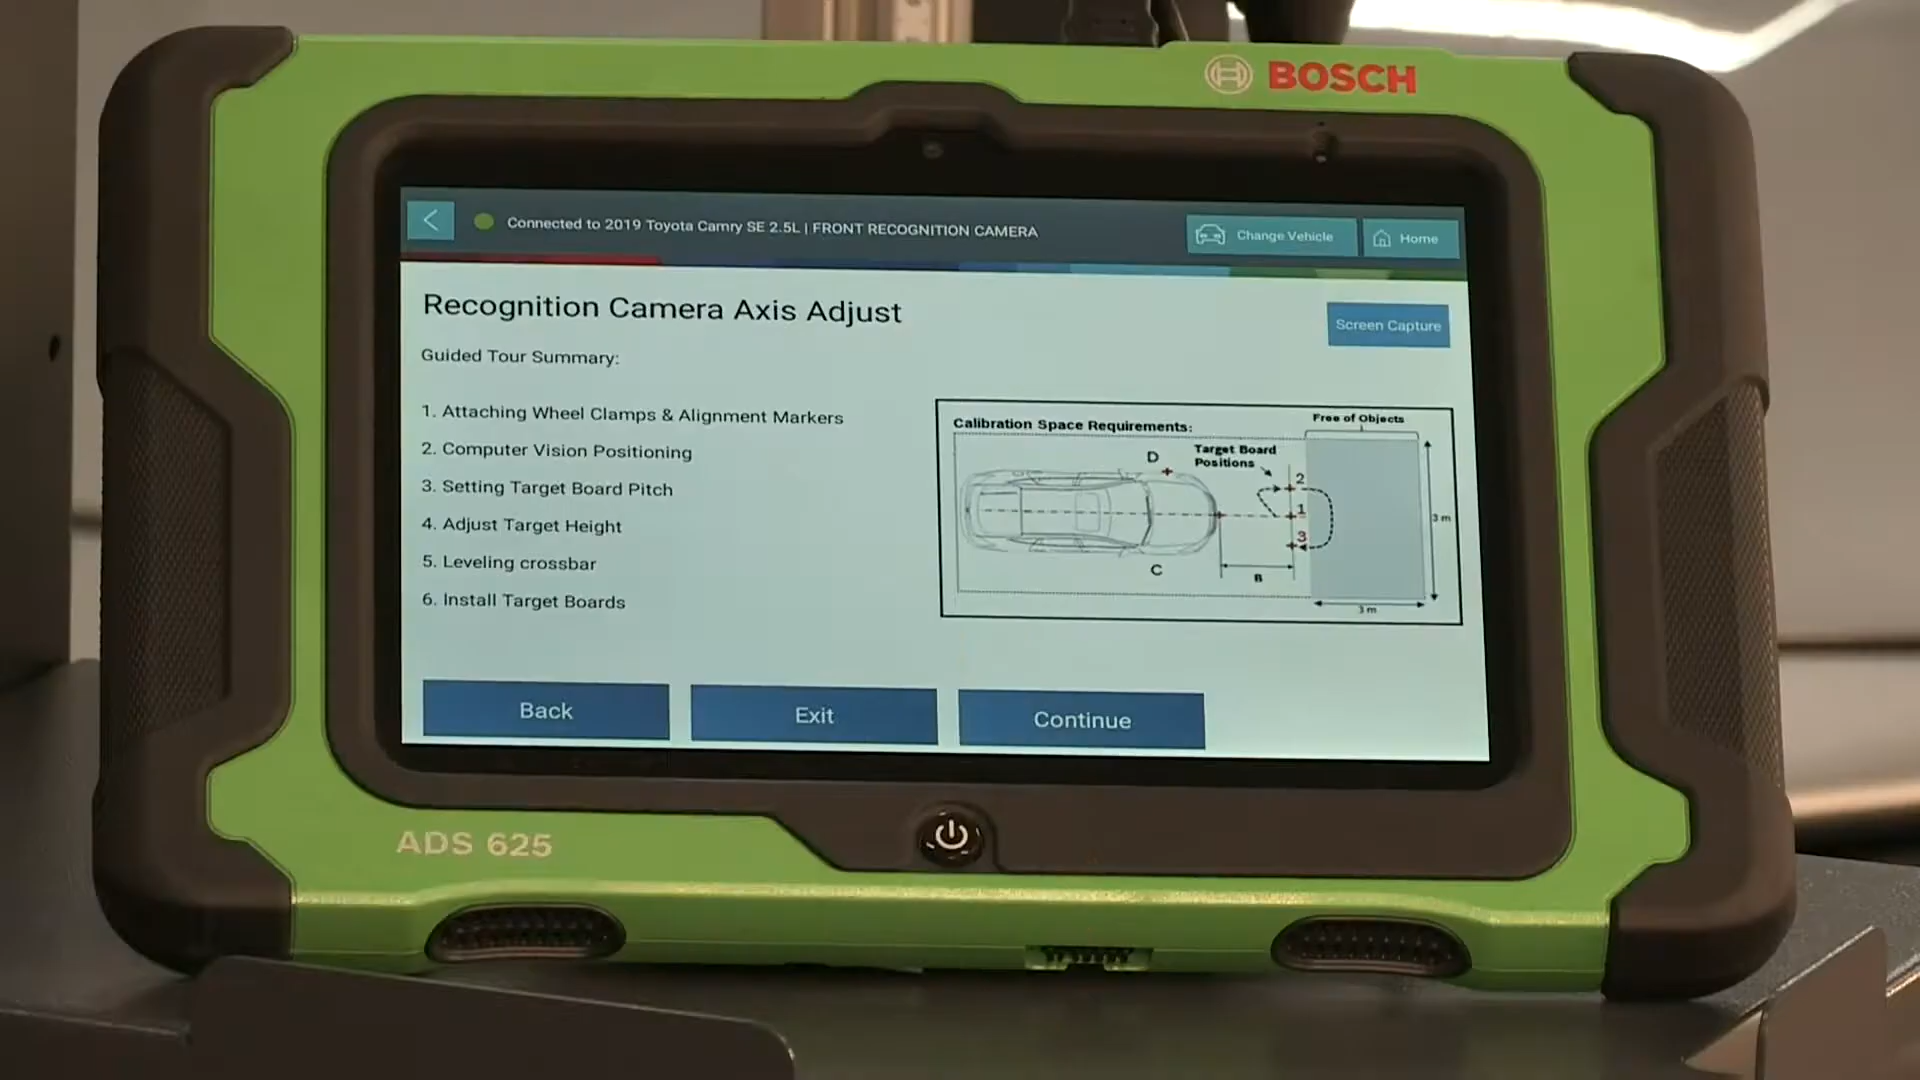 BOSCH
Connected to 2019 Toyota Camry SE 2.5L | FRONT RECOGNITION CAMERA
Change Vehicle
Home
Recognition Camera Axis Adjust
Screen Capture
Guided Tour Summary:
1. Attaching Wheel Clamps & Alignment Markers
2. Computer Vision Positioning
3. Setting Target Board Pitch
4. Adjust Target Height
5. Leveling crossbar
6. Install Target Boards
Calibration Space Requirements:
Free of Objects
Target Board
Positions
D
2
1
3
3 m
C
B
3 m
Back
Exit
Continue
ADS 625